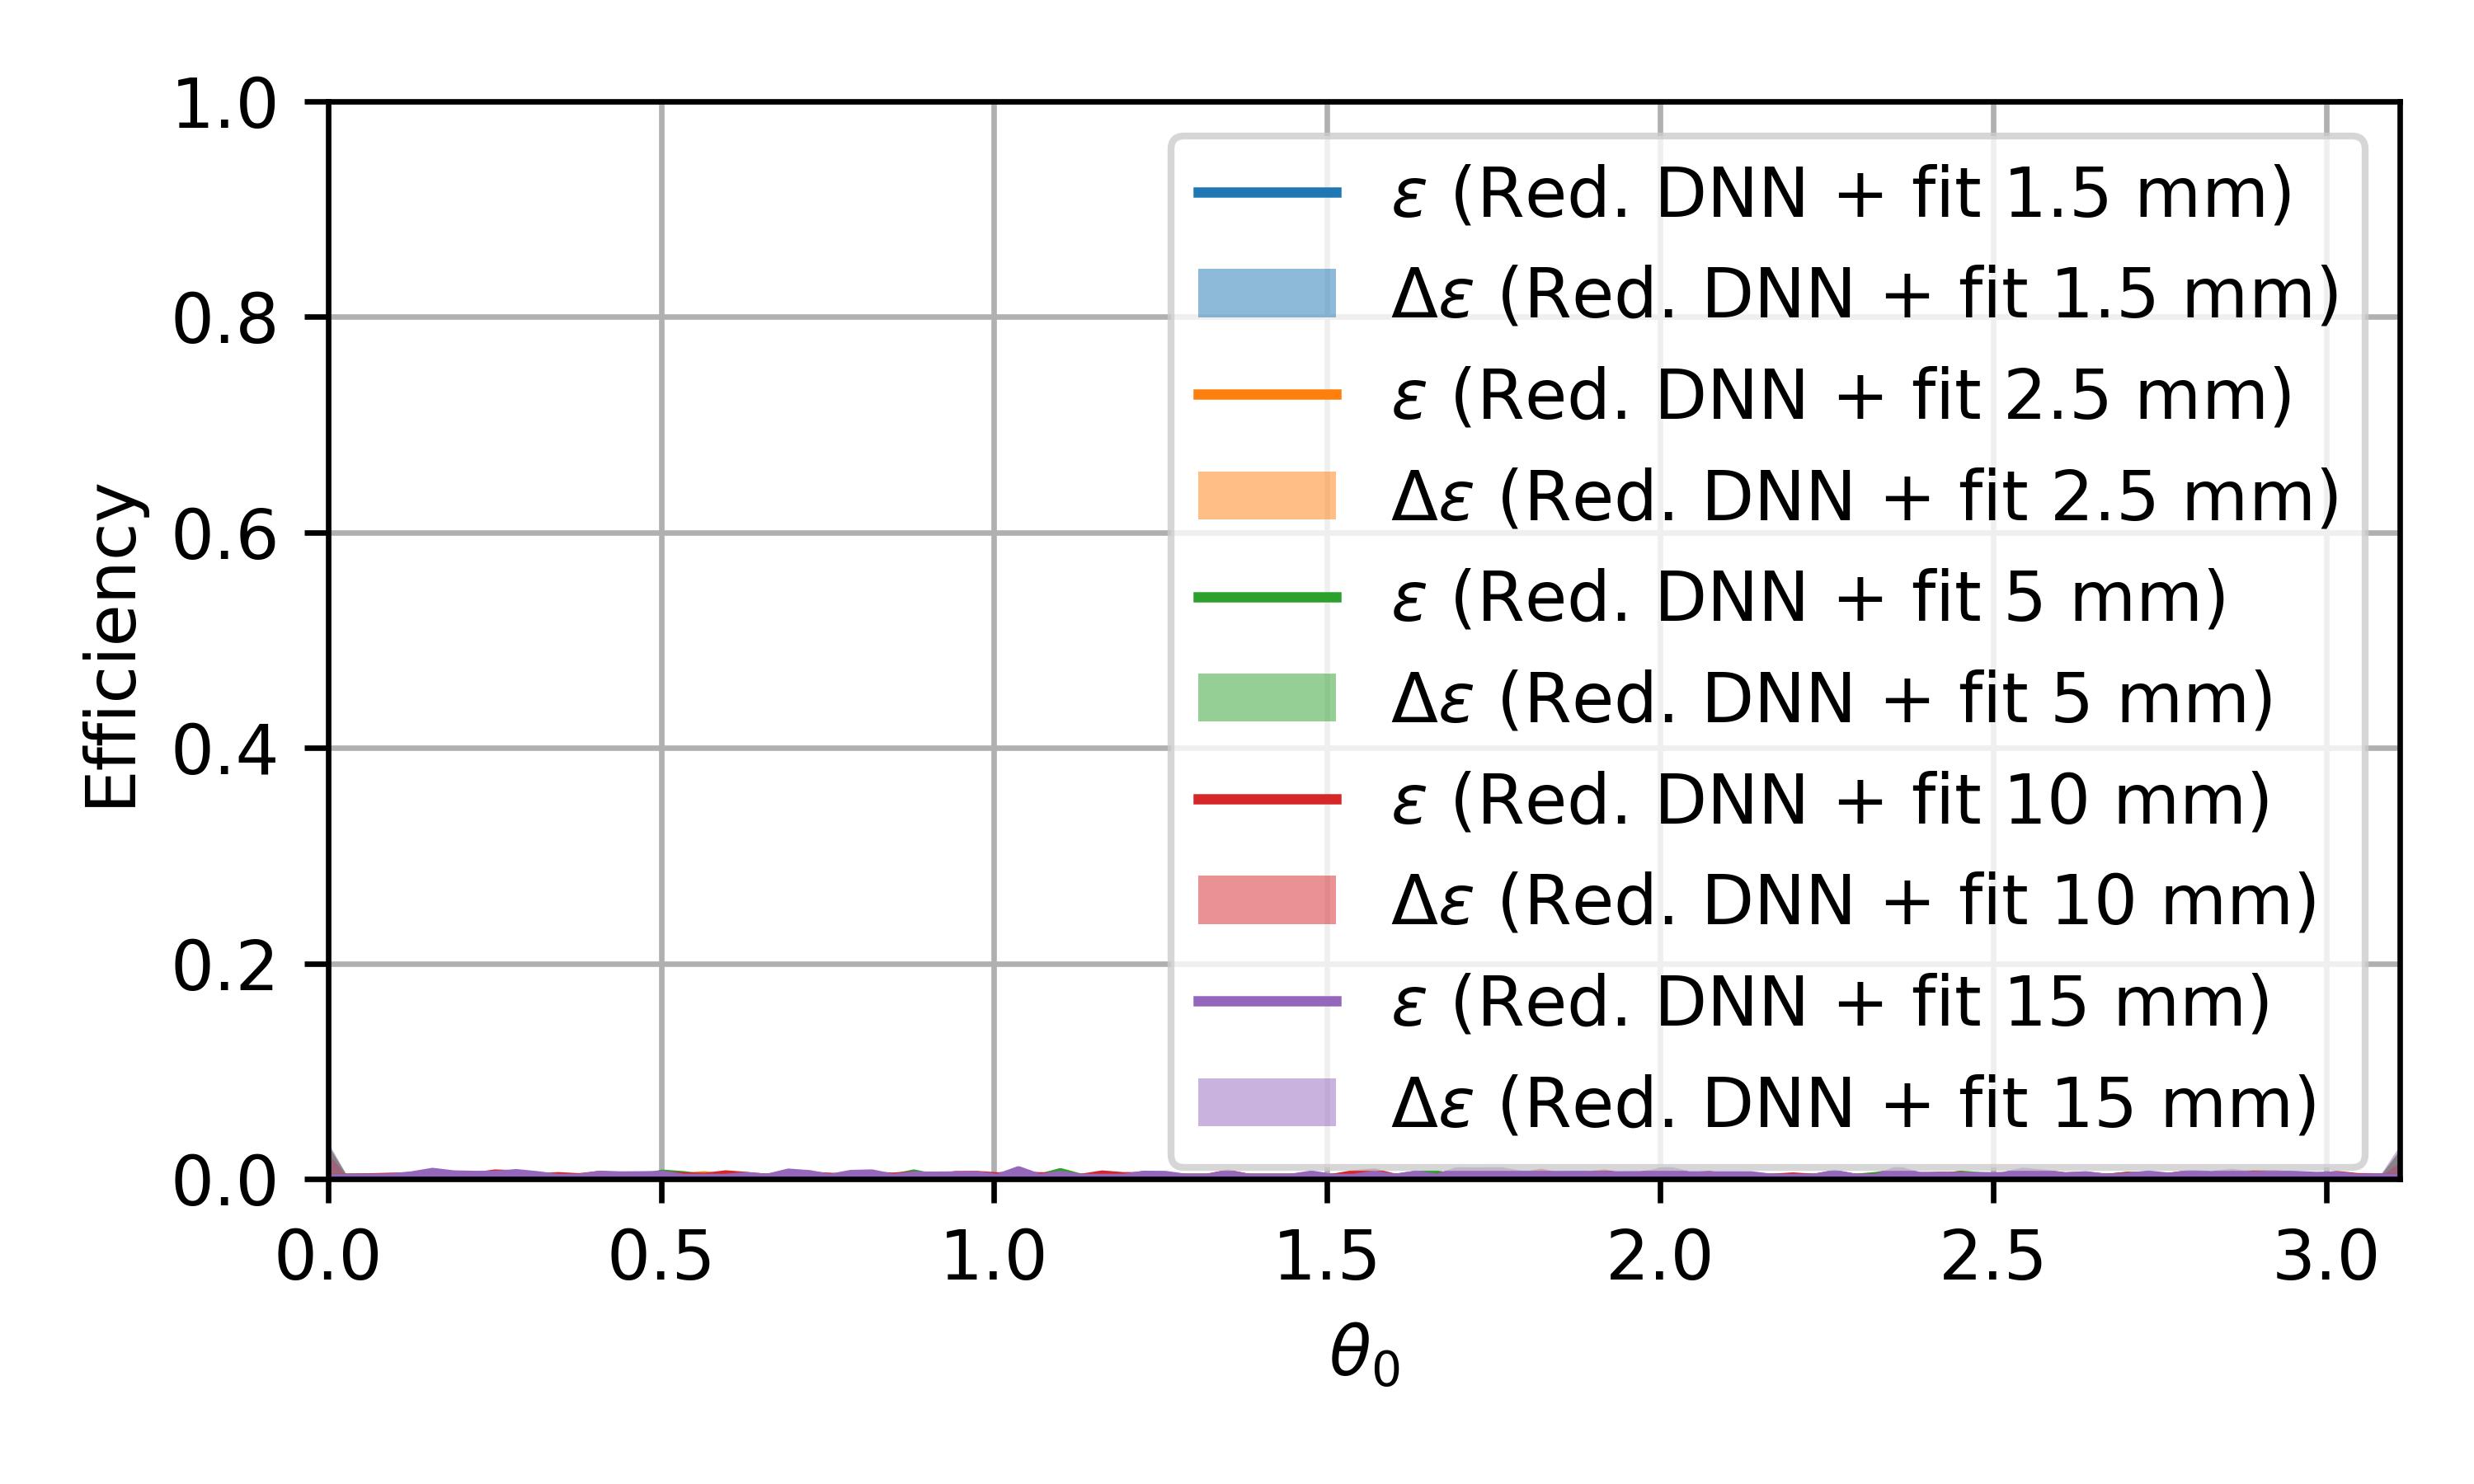 1.0
0.8
0.6
0.4
0.2
0.0
Efficiency
ε (Red. DNN + fit 1.5 mm)
Δε (Red. DNN + fit 1.5 mm)
ε (Red. DNN + fit 2.5 mm)
Δε (Red. DNN + fit 2.5 mm)
ε (Red. DNN + fit 5 mm)
Δε (Red. DNN + fit 5 mm)
ε (Red. DNN + fit 10 mm)
Δε (Red. DNN + fit 10 mm)
ε (Red. DNN + fit 15 mm)
Δε (Red. DNN + fit 15 mm)
0.0 0.5 1.0 1.5 2.0 2.5 3.0
θ₀